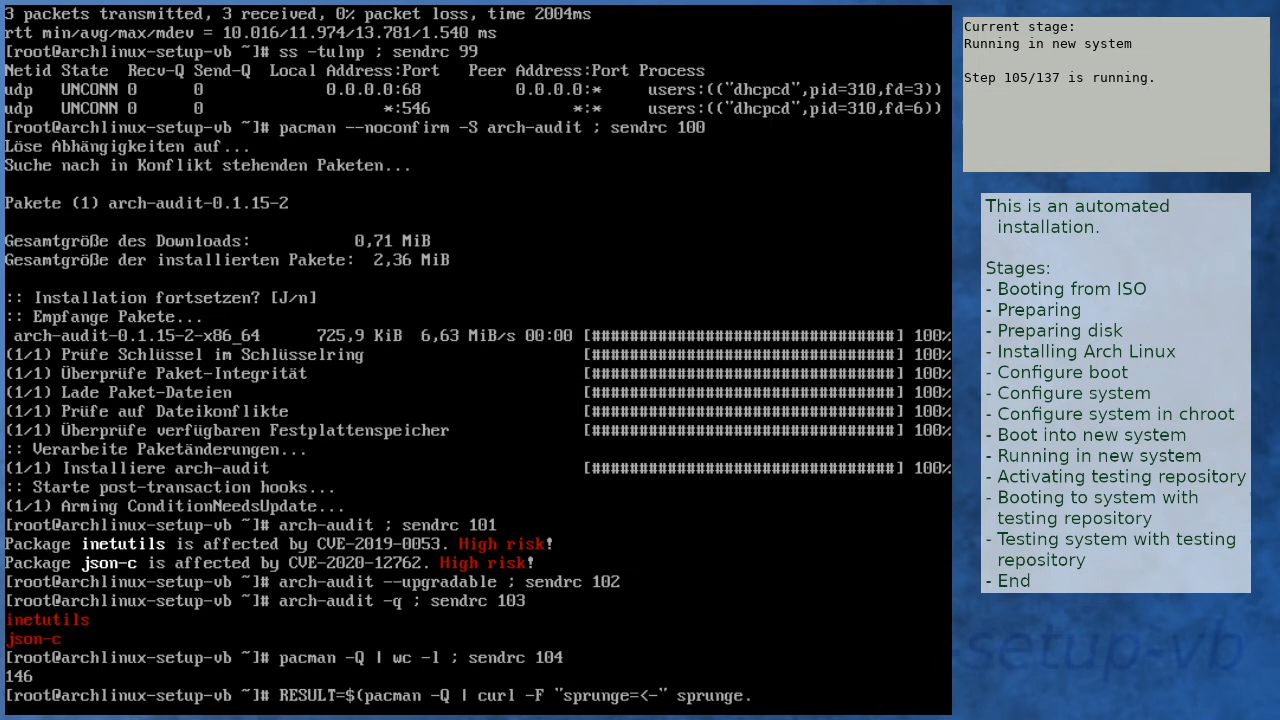 3 packets transmitted, 3 received, 0% packet loss, time 2004ms
rtt min/avg/max/mdev = 10.016/11.974/13.781/1.540 ms
[root@archlinux-setup-vb ~]# ss -tulnp ; sendrc 99
Netid State  Recv-Q Send-Q  Local Address:Port   Peer Address:Port Process
udp   UNCONN 0      0             0.0.0.0:68          0.0.0.0:*     users:(("dhcpcd",pid=310,fd=3))
udp   UNCONN 0      0                   *:546               *:*     users:(("dhcpcd",pid=310,fd=6))
[root@archlinux-setup-vb ~]# pacman --noconfirm -S arch-audit ; sendrc 100
Löse Abhängigkeiten auf...
Suche nach in Konflikt stehenden Paketen...
Pakete (1) arch-audit-0.1.15-2
Gesamtgröße des Downloads:           0,71 MiB
Gesamtgröße der installierten Pakete:  2,36 MiB
:: Installation fortsetzen? [J/n]
:: Empfange Pakete...
 arch-audit-0.1.15-2-x86_64      725,9 KiB  6,63 MiB/s 00:00 [################################] 100%
(1/1) Prüfe Schlüssel im Schlüsselring                       [################################] 100%
(1/1) Überprüfe Paket-Integrität                             [################################] 100%
(1/1) Lade Paket-Dateien                                     [################################] 100%
(1/1) Prüfe auf Dateikonflikte                               [################################] 100%
(1/1) Überprüfe verfügbaren Festplattenspeicher              [################################] 100%
:: Verarbeite Paketänderungen...
(1/1) Installiere arch-audit                                 [################################] 100%
:: Starte post-transaction hooks...
(1/1) Arming ConditionNeedsUpdate...
[root@archlinux-setup-vb ~]# arch-audit ; sendrc 101
Package inetutils is affected by CVE-2019-0053. High risk!
Package json-c is affected by CVE-2020-12762. High risk!
[root@archlinux-setup-vb ~]# arch-audit --upgradable ; sendrc 102
[root@archlinux-setup-vb ~]# arch-audit -q ; sendrc 103
inetutils
json-c
[root@archlinux-setup-vb ~]# pacman -Q | wc -l ; sendrc 104
146
[root@archlinux-setup-vb ~]# RESULT=$(pacman -Q | curl -F "sprunge=<-" sprunge.
Current stage:
Running in new system
Step 105/137 is running.
This is an automated
installation.
Stages:
- Booting from ISO
- Preparing
- Preparing disk
- Installing Arch Linux
- Configure boot
- Configure system
- Configure system in chroot
- Boot into new system
- Running in new system
- Activating testing repository
- Booting to system with
testing repository
- Testing system with testing
repository
- End
setup-vb